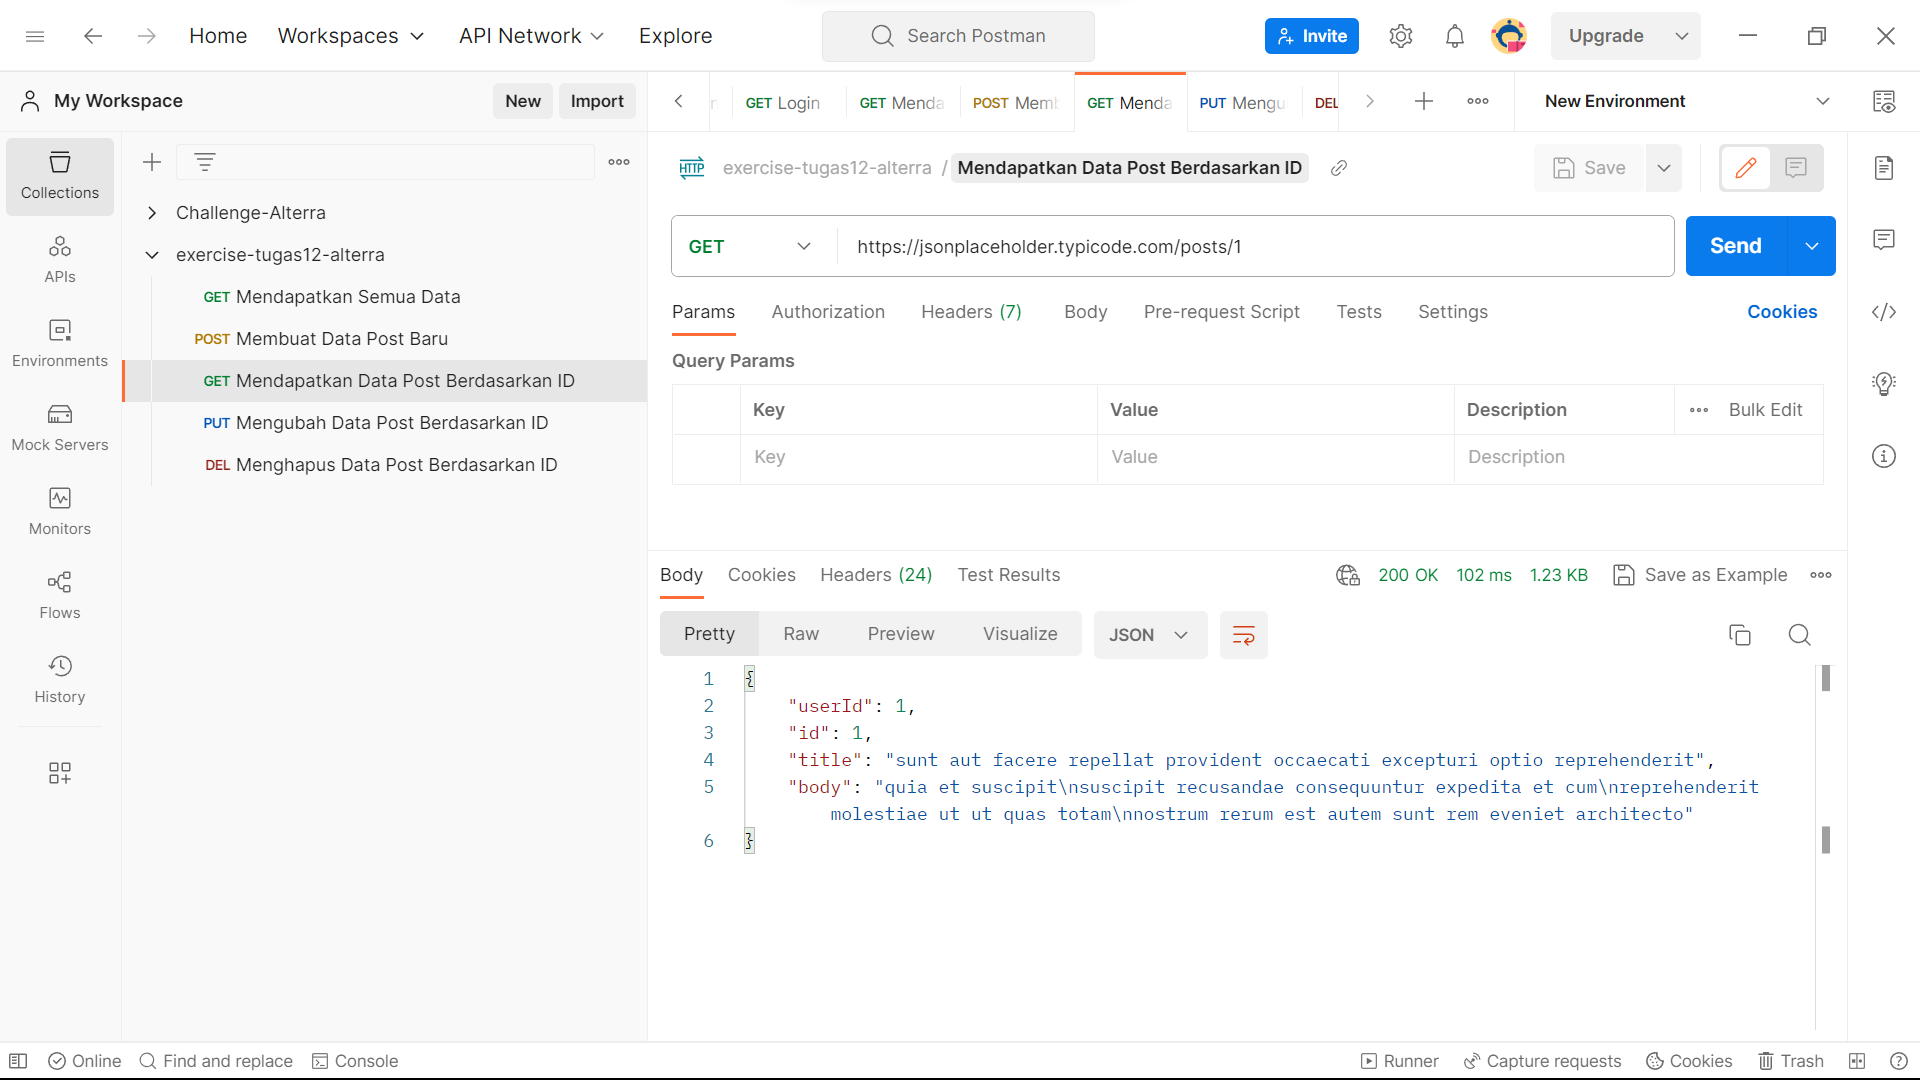 Home Workspaces API Network Explore Search Postman Invite Upgrade
My Workspace New Import
GET Login GET Menda POST Memb GET Menda PUT Mengu DEL New Environment
Collections
APIs
Environments
Mock Servers
Monitors
Flows
History
Challenge-Alterra
exercise-tugas12-alterra
GET Mendapatkan Semua Data
POST Membuat Data Post Baru
GET Mendapatkan Data Post Berdasarkan ID
PUT Mengubah Data Post Berdasarkan ID
DEL Menghapus Data Post Berdasarkan ID
HTTP exercise-tugas12-alterra / Mendapatkan Data Post Berdasarkan ID Save
GET https://jsonplaceholder.typicode.com/posts/1 Send
Params Authorization Headers (7) Body Pre-request Script Tests Settings Cookies
Query Params
Key Value Description Bulk Edit
Key Value Description
Body Cookies Headers (24) Test Results 200 OK 102 ms 1.23 KB Save as Example
Pretty Raw Preview Visualize JSON
1 {
2 "userId": 1,
3 "id": 1,
4 "title": "sunt aut facere repellat provident occaecati excepturi optio reprehenderit",
5 "body": "quia et suscipit\nsuscipit recusandae consequuntur expedita et cum\nreprehenderit
molestiae ut ut quas totam\nnostrum rerum est autem sunt rem eveniet architecto"
6 }
Online Find and replace Console Runner Capture requests Cookies Trash